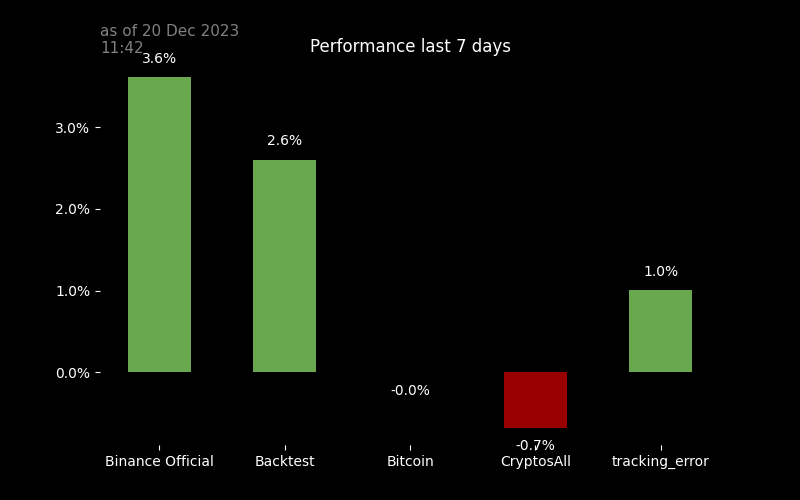 as of 20 Dec 2023
11:42
Performance last 7 days
3.6%
2.6%
-0.0%
-0.7%
1.0%
3.0%
2.0%
1.0%
0.0%
Binance Official
Backtest
Bitcoin
CryptosAll
tracking_error